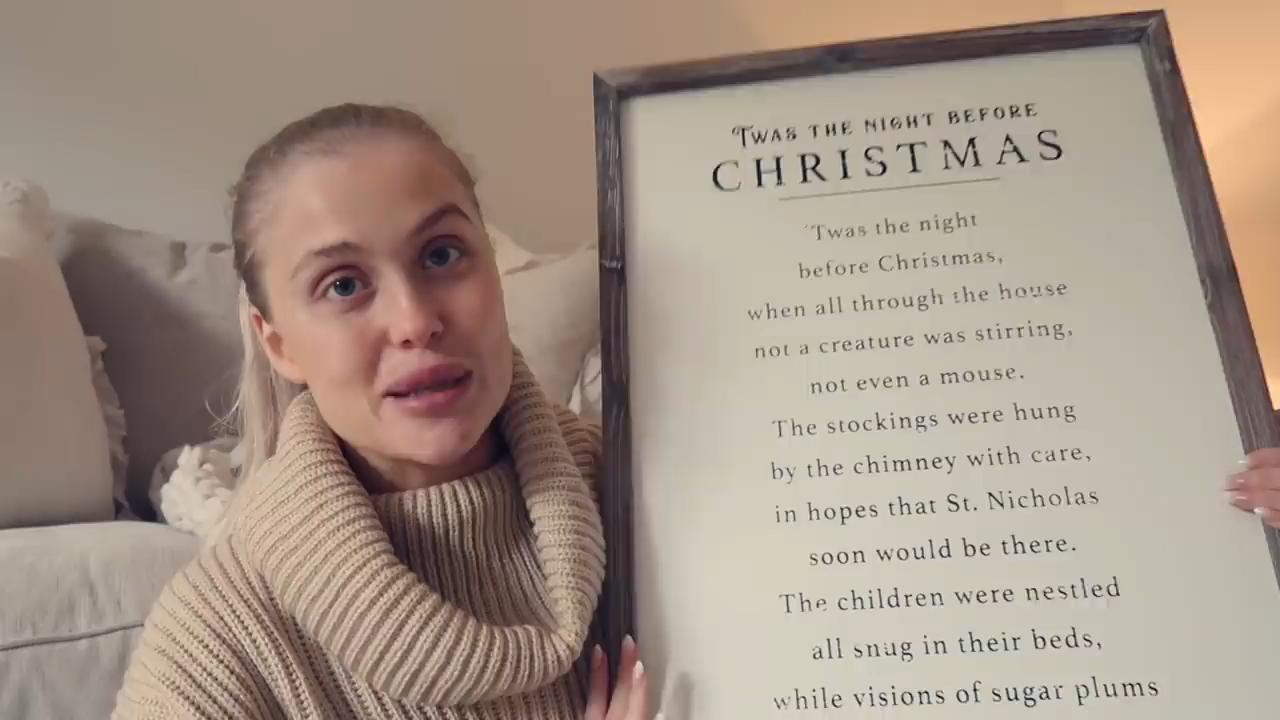 'Twas the night before
Christmas
'Twas the night
before Christmas,
when all through the house
not a creature was stirring,
not even a mouse.
The stockings were hung
by the chimney with care,
in hopes that St. Nicholas
soon would be there.
The children were nestled
all snug in their beds,
while visions of sugar plums